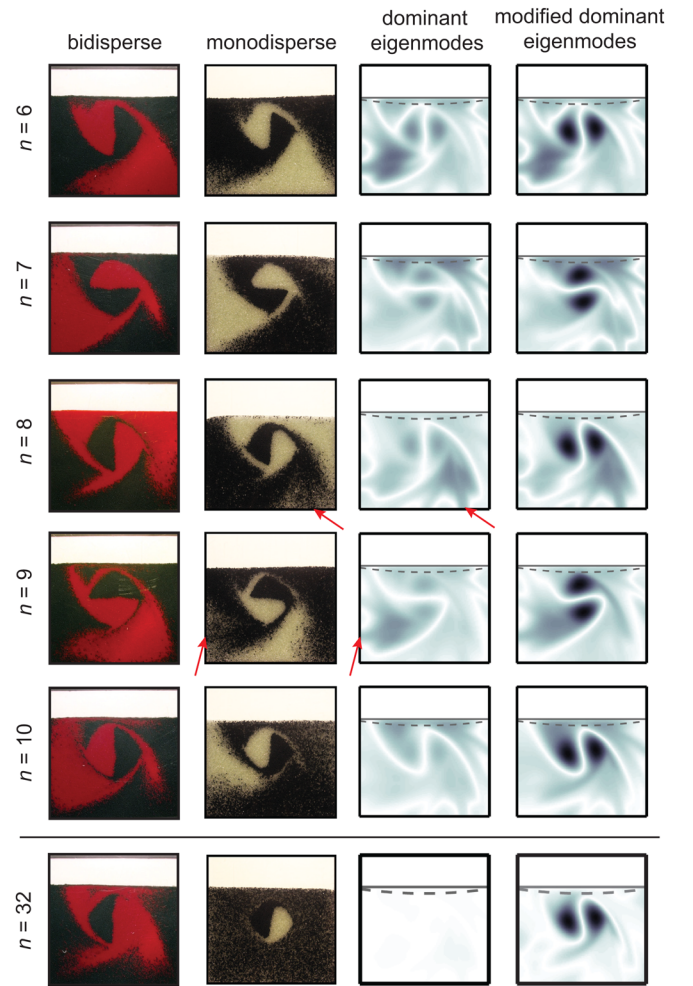 bidisperse
monodisperse
dominant
eigenmodes
modified dominant
eigenmodes
n = 6
n = 7
n = 8
n = 9
n = 10
n = 32